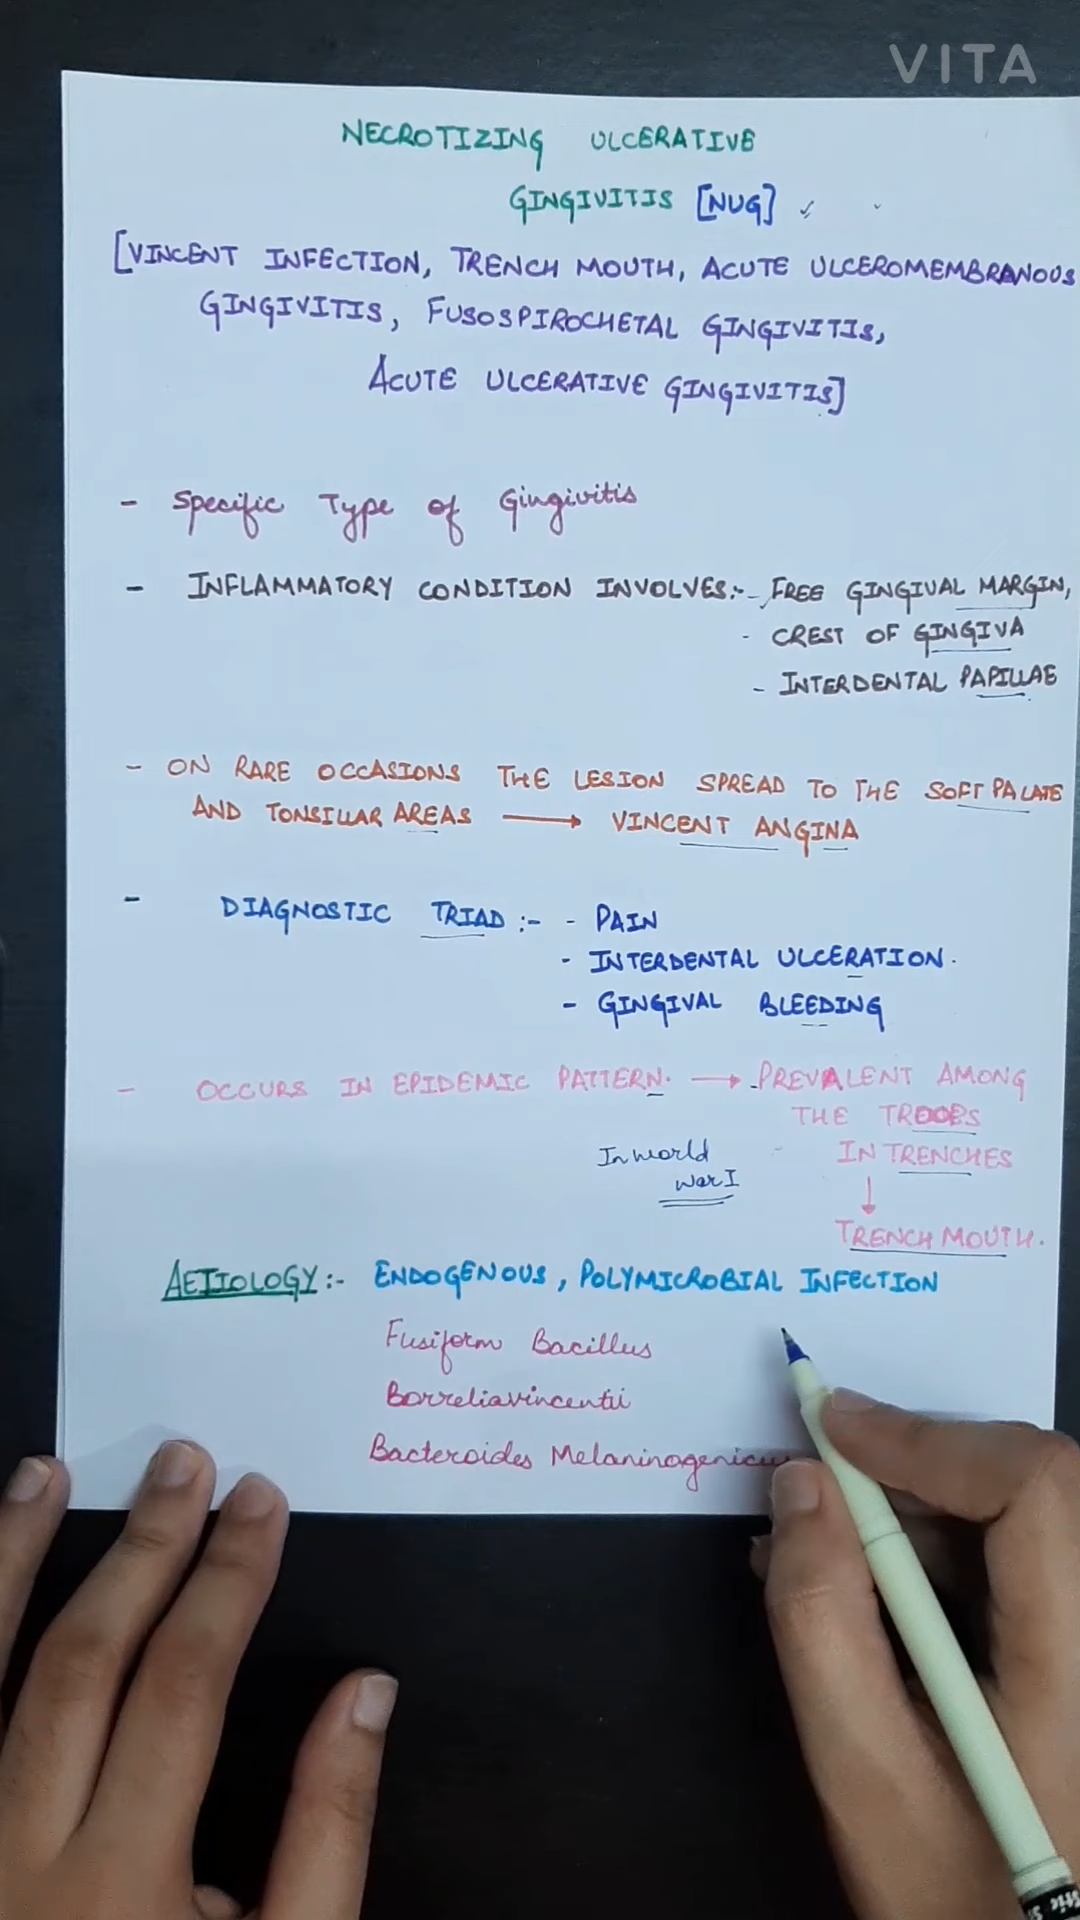 VITA
NECROTIZING ULCERATIVE
GINGIVITIS [NUG]
[VINCENT INFECTION, TRENCH MOUTH, ACUTE ULCEROMEMBRANOUS
GINGIVITIS, FUSOSPIROCHETAL GINGIVITIS,
ACUTE ULCERATIVE GINGIVITIS]
- Specific Type of Gingivitis
- INFLAMMATORY CONDITION INVOLVES:- - FREE GINGIVAL MARGIN,
- CREST OF GINGIVA
- INTERDENTAL PAPILLAE
- ON RARE OCCASIONS THE LESION SPREAD TO THE SOFT PALATE
AND TONSILLAR AREAS → VINCENT ANGINA
- DIAGNOSTIC TRIAD :- - PAIN
- INTERDENTAL ULCERATION.
- GINGIVAL BLEEDING
- OCCURS IN EPIDEMIC PATTERN. → PREVALENT AMONG
THE TROOPS
In world IN TRENCHES
War I
↓
TRENCH MOUTH.
AETIOLOGY:- ENDOGENOUS, POLYMICROBIAL INFECTION
Fusiform Bacillus
Borreliavincentii
Bacteroides Melaninogenicus